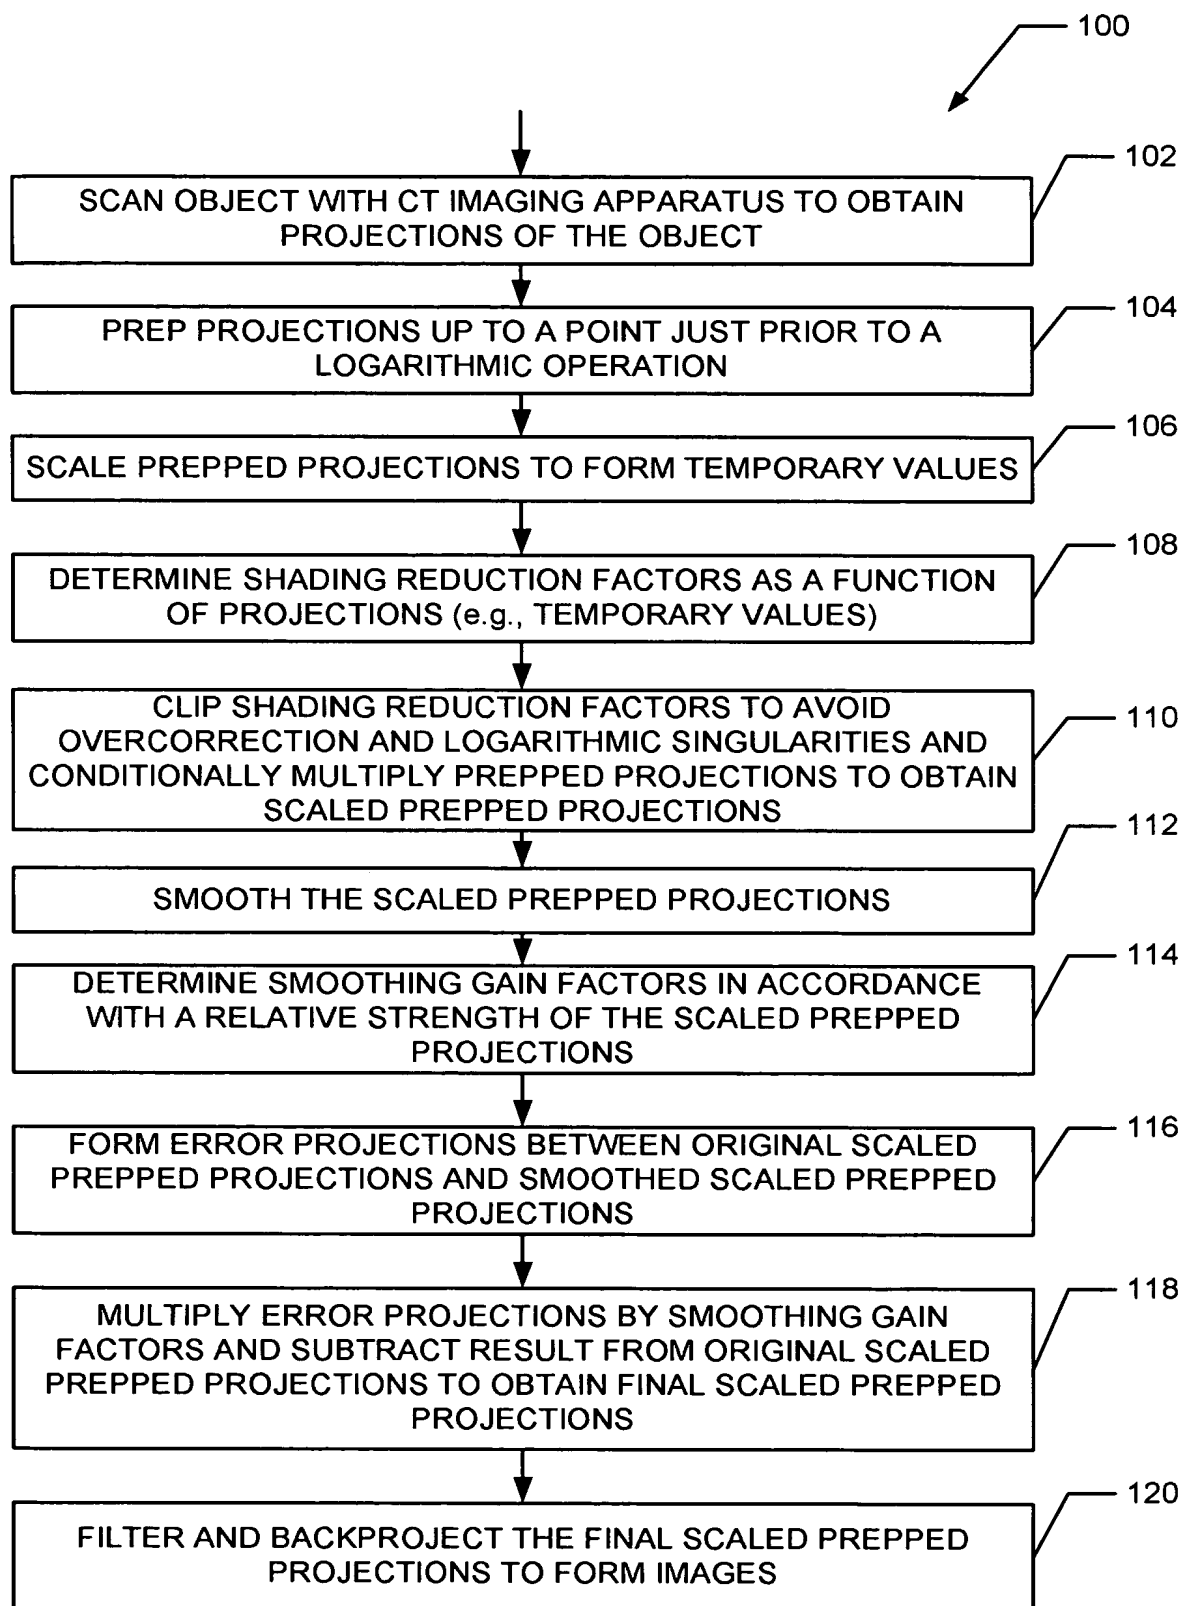 100
102
SCAN OBJECT WITH CT IMAGING APPARATUS TO OBTAIN
PROJECTIONS OF THE OBJECT
104
PREP PROJECTIONS UP TO A POINT JUST PRIOR TO A
LOGARITHMIC OPERATION
106
SCALE PREPPED PROJECTIONS TO FORM TEMPORARY VALUES
108
DETERMINE SHADING REDUCTION FACTORS AS A FUNCTION
OF PROJECTIONS (e.g., TEMPORARY VALUES)
110
CLIP SHADING REDUCTION FACTORS TO AVOID
OVERCORRECTION AND LOGARITHMIC SINGULARITIES AND
CONDITIONALLY MULTIPLY PREPPED PROJECTIONS TO OBTAIN
SCALED PREPPED PROJECTIONS
112
SMOOTH THE SCALED PREPPED PROJECTIONS
114
DETERMINE SMOOTHING GAIN FACTORS IN ACCORDANCE
WITH A RELATIVE STRENGTH OF THE SCALED PREPPED
PROJECTIONS
116
FORM ERROR PROJECTIONS BETWEEN ORIGINAL SCALED
PREPPED PROJECTIONS AND SMOOTHED SCALED PREPPED
PROJECTIONS
118
MULTIPLY ERROR PROJECTIONS BY SMOOTHING GAIN
FACTORS AND SUBTRACT RESULT FROM ORIGINAL SCALED
PREPPED PROJECTIONS TO OBTAIN FINAL SCALED PREPPED
PROJECTIONS
120
FILTER AND BACKPROJECT THE FINAL SCALED PREPPED
PROJECTIONS TO FORM IMAGES